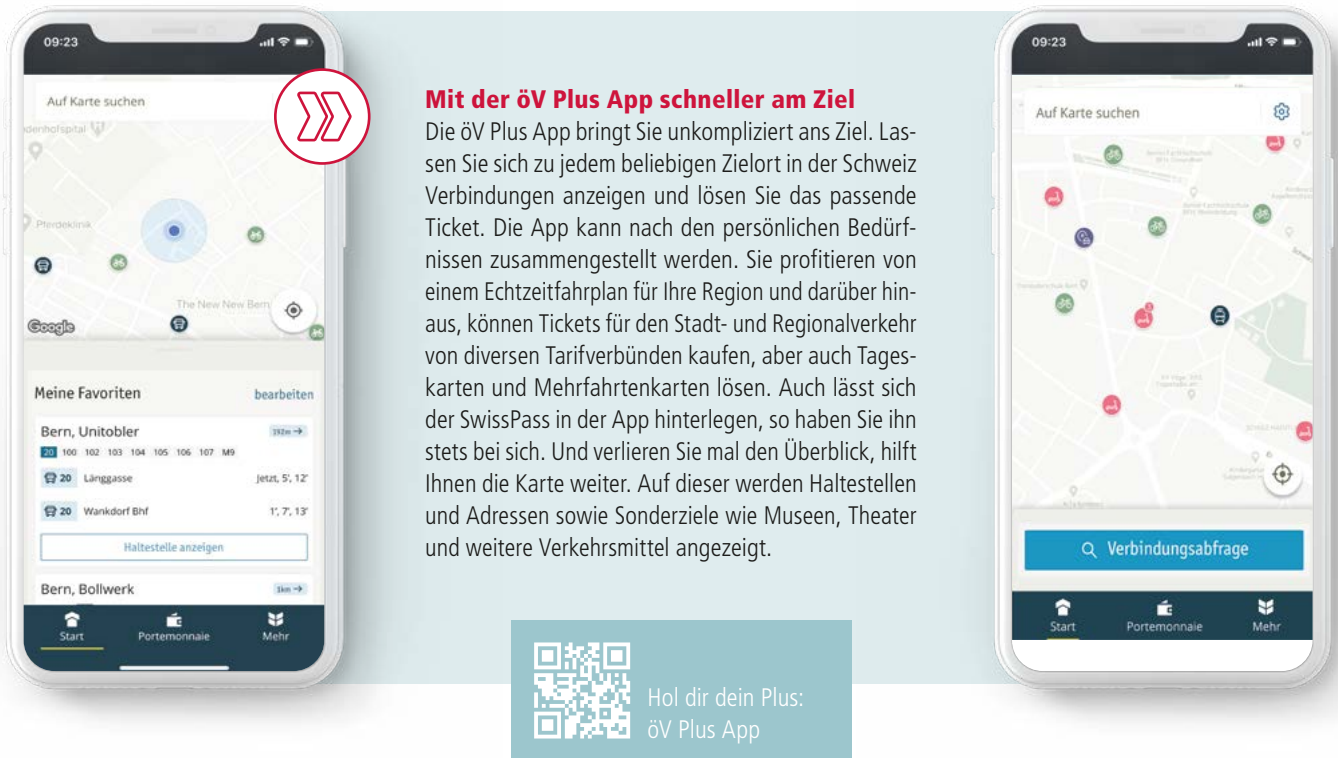 09:23
Auf Karte suchen
denhofspital
Pferdeklinik
The New New Bern
Google
Meine Favoriten
bearbeiten
Bern, Unitobler
192m →
20 100 102 103 104 105 106 107 M9
20 Länggasse
Jetzt, 5', 12'
20 Wankdorf Bhf
1', 7', 13'
Haltestelle anzeigen
Bern, Bollwerk
1km →
Start
Portemonnaie
Mehr
Mit der öV Plus App schneller am Ziel
Die öV Plus App bringt Sie unkompliziert ans Ziel. Las-
sen Sie sich zu jedem beliebigen Zielort in der Schweiz
Verbindungen anzeigen und lösen Sie das passende
Ticket. Die App kann nach den persönlichen Bedürf-
nissen zusammengestellt werden. Sie profitieren von
einem Echtzeitfahrplan für Ihre Region und darüber hin-
aus, können Tickets für den Stadt- und Regionalverkehr
von diversen Tarifverbünden kaufen, aber auch Tages-
karten und Mehrfahrtenkarten lösen. Auch lässt sich
der SwissPass in der App hinterlegen, so haben Sie ihn
stets bei sich. Und verlieren Sie mal den Überblick, hilft
Ihnen die Karte weiter. Auf dieser werden Haltestellen
und Adressen sowie Sonderziele wie Museen, Theater
und weitere Verkehrsmittel angezeigt.
Hol dir dein Plus:
öV Plus App
09:23
Auf Karte suchen
Verbindungsabfrage
Start
Portemonnaie
Mehr